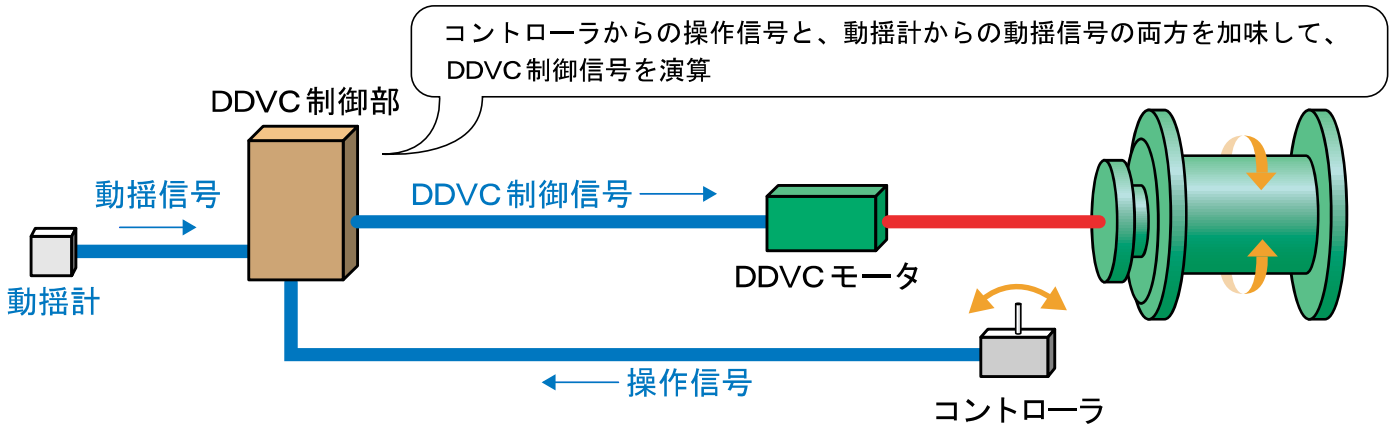 コントローラからの操作信号と、動揺計からの動揺信号の両方を加味して、
DDVC制御信号を演算
DDVC制御部
動揺信号
DDVC制御信号
動揺計
DDVCモータ
操作信号
コントローラ